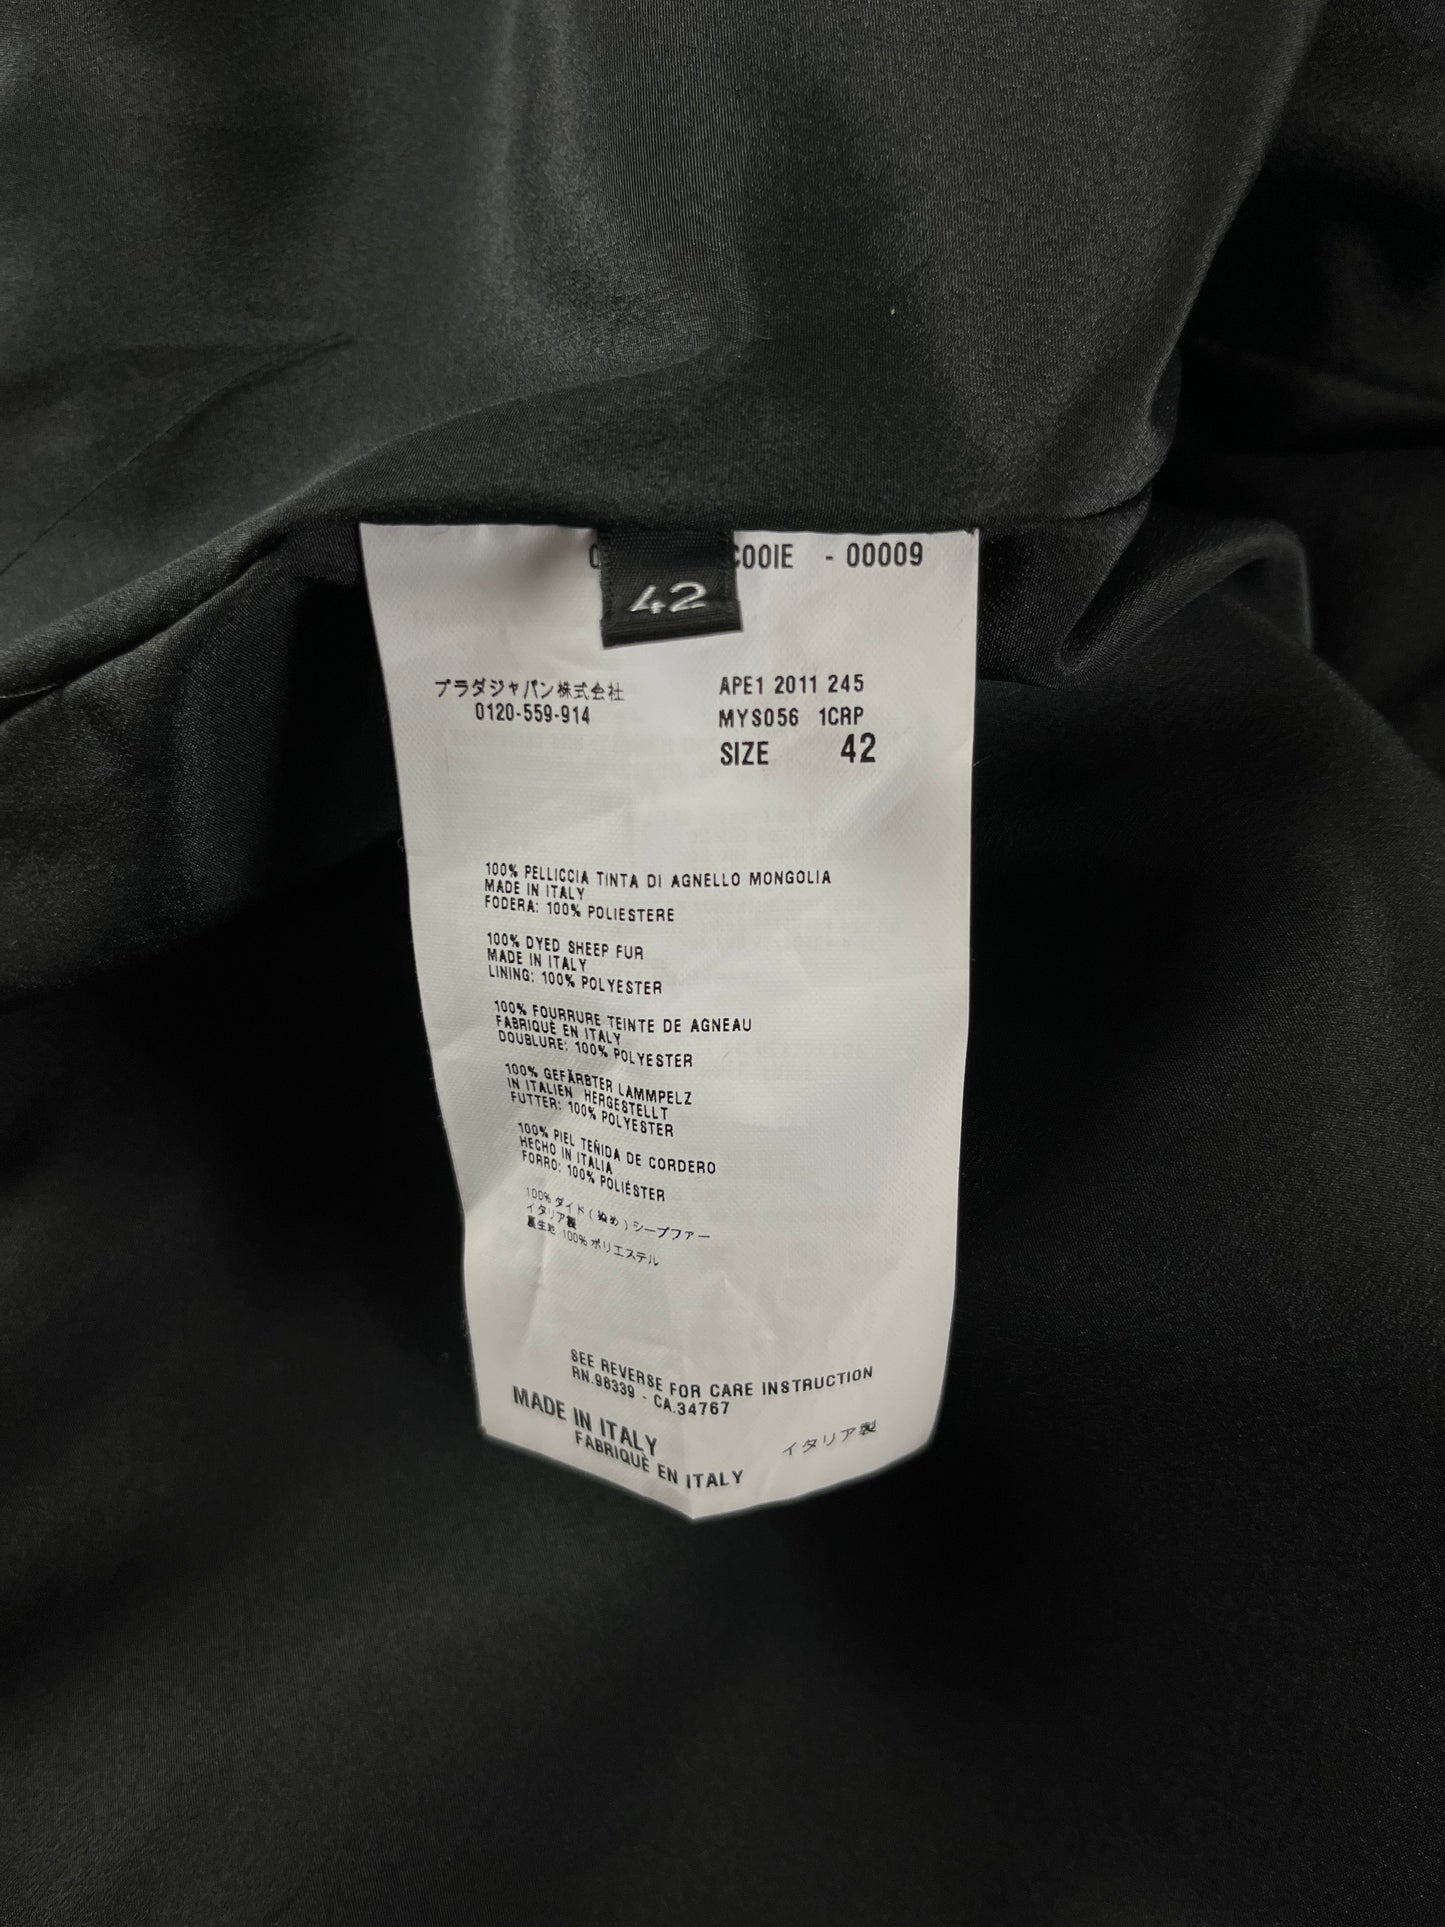 C00IE - 00009
42
プラダジャパン株式会社
0120-559-914
APE1 2011 245
MYS056 1CRP
SIZE 42
100% PELLICCIA TINTA DI AGNELLO MONGOLIA
MADE IN ITALY
FODERA: 100% POLIESTERE
100% DYED SHEEP FUR
MADE IN ITALY
LINING: 100% POLYESTER
100% FOURRURE TEINTE DE AGNEAU
FABRIQUÈ EN ITALY
DOUBLURE: 100% POLYESTER
100% GEFÄRBTER LAMMPELZ
IN ITALIEN HERGESTELLT
FUTTER: 100% POLYESTER
100% PIEL TEÑIDA DE CORDERO
HECHO IN ITALIA
FORRO: 100% POLIÉSTER
100% ダイド(ぬめ)シープファー
イタリア製
裏生地 100% ポリエステル
SEE REVERSE FOR CARE INSTRUCTION
RN.98339 - CA.34767
MADE IN ITALY
FABRIQUÈ EN ITALY
イタリア製